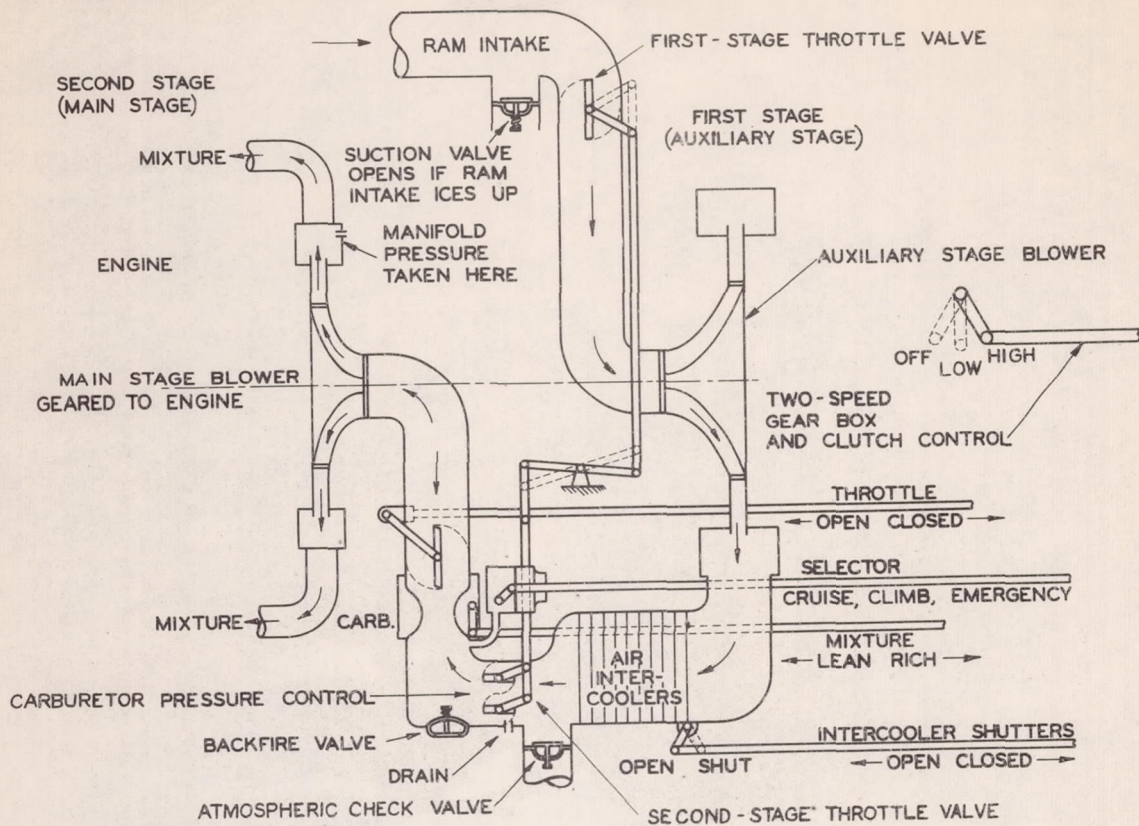 RAM INTAKE
FIRST-STAGE THROTTLE VALVE
SECOND STAGE
(MAIN STAGE)
FIRST STAGE
(AUXILIARY STAGE)
MIXTURE
SUCTION VALVE
OPENS IF RAM
INTAKE ICES UP
MANIFOLD
PRESSURE
TAKEN HERE
ENGINE
AUXILIARY STAGE BLOWER
OFF
LOW
HIGH
MAIN STAGE BLOWER
GEARED TO ENGINE
TWO-SPEED
GEAR BOX
AND CLUTCH CONTROL
THROTTLE
OPEN CLOSED
SELECTOR
CRUISE, CLIMB, EMERGENCY
MIXTURE
CARB.
MIXTURE
LEAN RICH
AIR
INTER-
COOLERS
CARBURETOR PRESSURE CONTROL
BACKFIRE VALVE
DRAIN
OPEN SHUT
INTERCOOLER SHUTTERS
OPEN CLOSED
ATMOSPHERIC CHECK VALVE
SECOND-STAGE THROTTLE VALVE